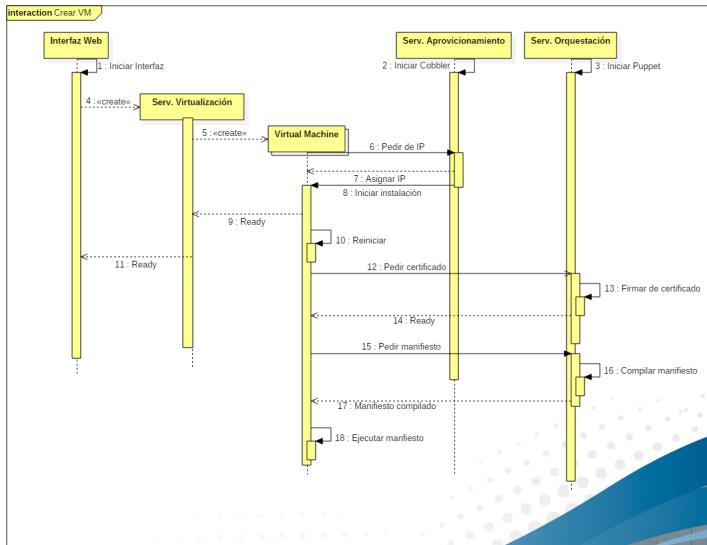 interaction Crear VM
Interfaz Web
Serv. Aprovicionamiento
Serv. Orquestación
1 : Iniciar Interfaz
2 : Iniciar Cobbler
3 : Iniciar Puppet
4 : «create»
Serv. Virtualización
5 : «create»
Virtual Machine
6 : Pedir de IP
7 : Asignar IP
8 : Iniciar instalación
9 : Ready
10 : Reiniciar
11 : Ready
12 : Pedir certificado
13 : Firmar de certificado
14 : Ready
15 : Pedir manifiesto
16 : Compilar manifiesto
17 : Manifiesto compilado
18 : Ejecutar manfiesto